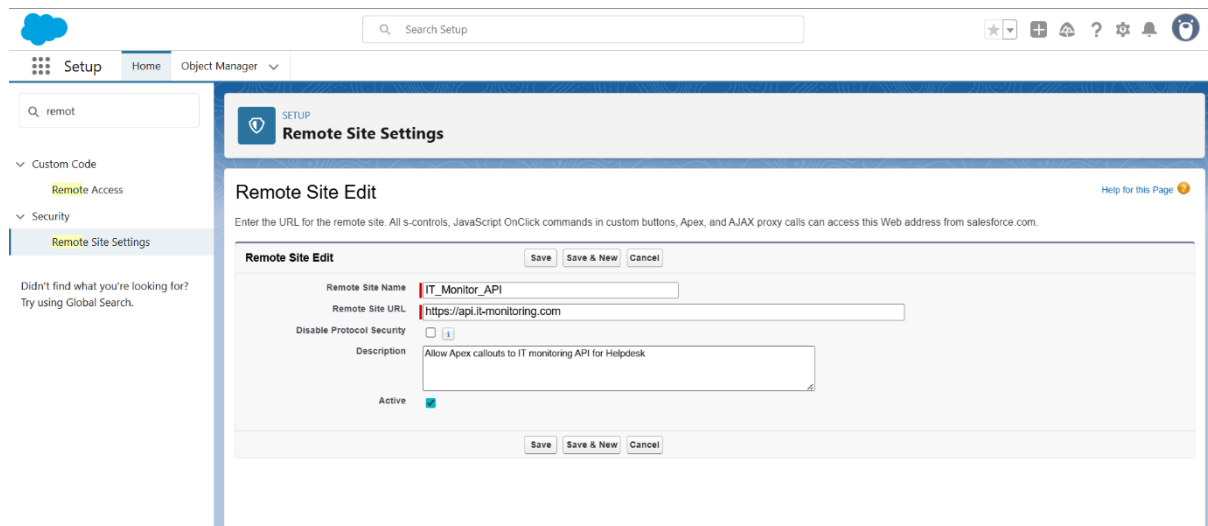 Search Setup
Setup
Home
Object Manager
remot
Custom Code
Remote Access
Security
Remote Site Settings
Didn't find what you're looking for?
Try using Global Search.
SETUP
Remote Site Settings
Remote Site Edit
Help for this Page
Enter the URL for the remote site. All s-controls, JavaScript OnClick commands in custom buttons, Apex, and AJAX proxy calls can access this Web address from salesforce.com.
Remote Site Edit
Save
Save & New
Cancel
Remote Site Name
IT_Monitor_API
Remote Site URL
https://api.it-monitoring.com
Disable Protocol Security
Description
Allow Apex callouts to IT monitoring API for Helpdesk
Active
Save
Save & New
Cancel